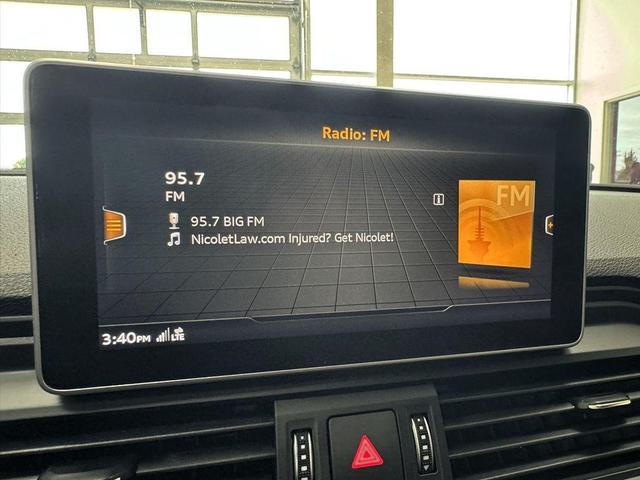 Radio: FM
95.7
FM
FM
95.7 BIG FM
NicoletLaw.com Injured? Get Nicolet!
3:40PM
LTE